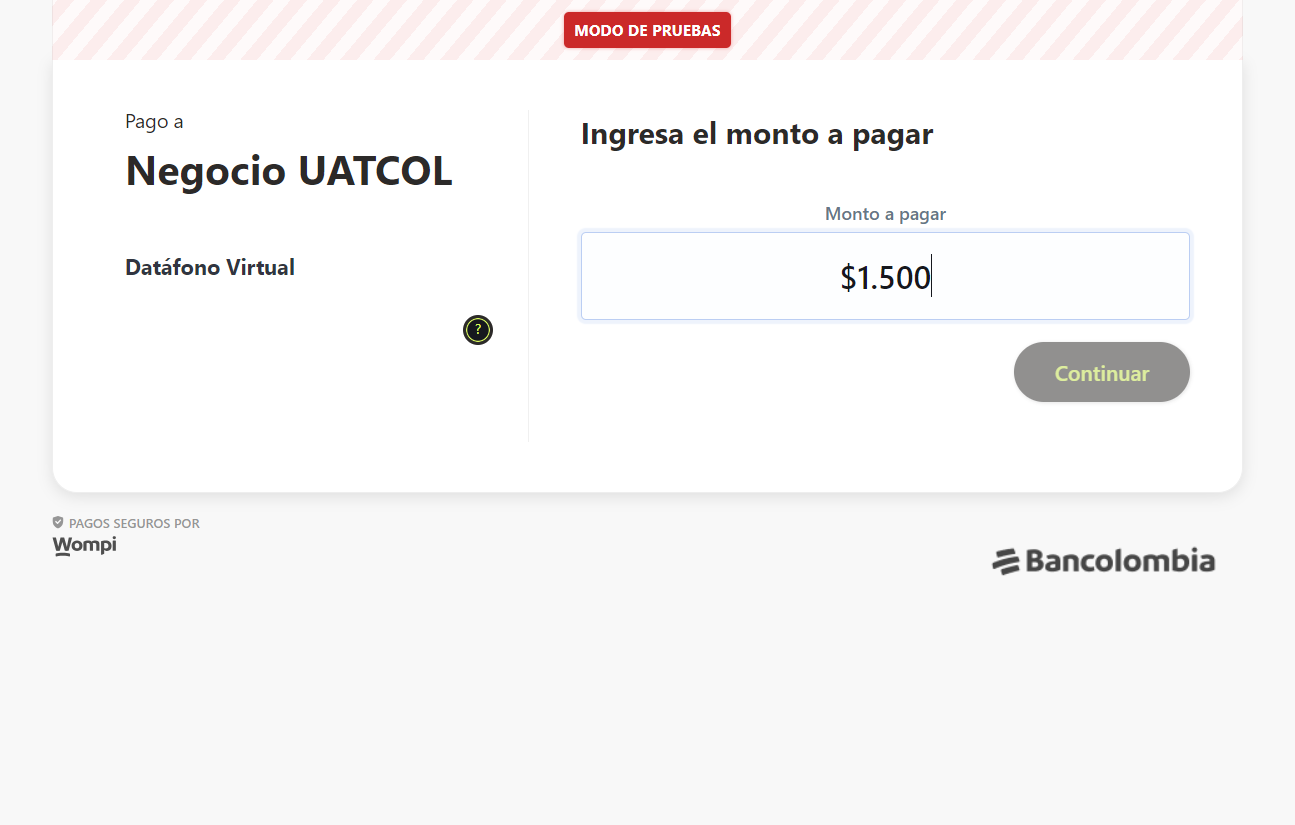 MODO DE PRUEBAS
Pago a
Negocio UATCOL
Datáfono Virtual
?
Ingresa el monto a pagar
Monto a pagar
$1.500
Continuar
PAGOS SEGUROS POR
Wompi
Bancolombia